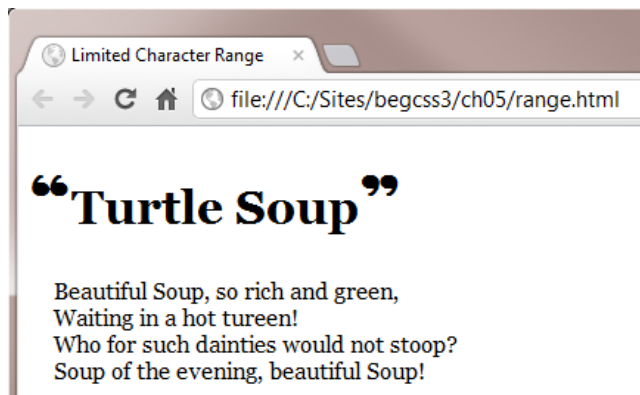 Limited Character Range
file:///C:/Sites/begcss3/ch05/range.html
❝Turtle Soup❞
Beautiful Soup, so rich and green,
Waiting in a hot tureen!
Who for such dainties would not stoop?
Soup of the evening, beautiful Soup!